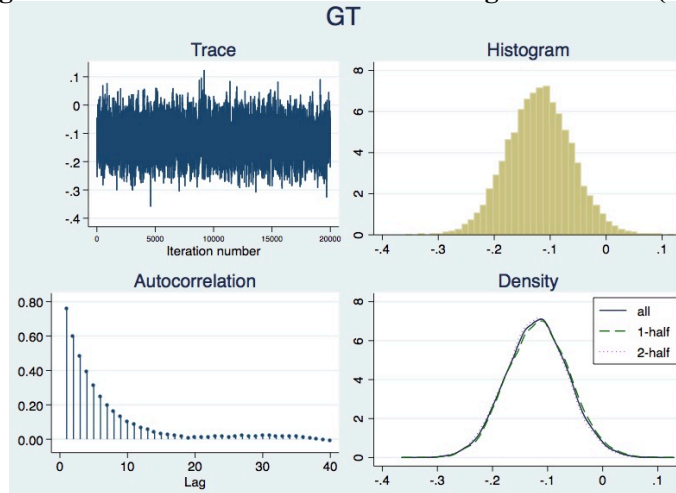 GT
Trace
.1
0
-.1
-.2
-.3
-.4
0 5000 10000 15000 20000
Iteration number
Histogram
8
6
4
2
0
-.4 -.3 -.2 -.1 0 .1
Autocorrelation
0.80
0.60
0.40
0.20
0.00
0 10 20 30 40
Lag
Density
all
1-half
2-half
8
6
4
2
0
-.4 -.3 -.2 -.1 0 .1